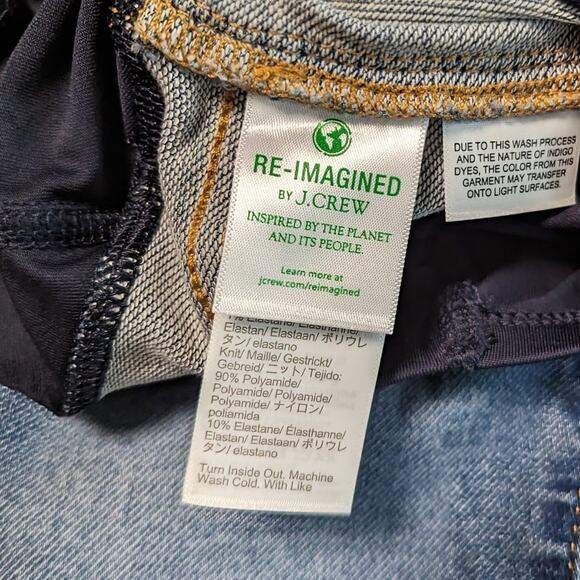 RE-IMAGINED
BY J.CREW
INSPIRED BY THE PLANET
AND ITS PEOPLE.
Learn more at
jcrew.com/reimagined
DUE TO THIS WASH PROCESS
AND THE NATURE OF INDIGO
DYES, THE COLOR FROM THIS
GARMENT MAY TRANSFER
ONTO LIGHT SURFACES.
1% Elastane/ Élasthanne/
Elastan/ Elastaan/ ポリウレ
タン/ elastano
Knit/ Maille/ Gestrickt/
Gebreid/ ニット/ Tejido:
90% Polyamide/
Polyamide/ Polyamide/
Polyamide/ ナイロン/
poliamida
10% Elastane/ Élasthanne/
Elastan/ Elastaan/ ポリウレ
タン/ elastano
Turn Inside Out. Machine
Wash Cold. With Like